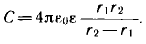 C = 4πε₀ε r₁r₂ / (r₂ − r₁).